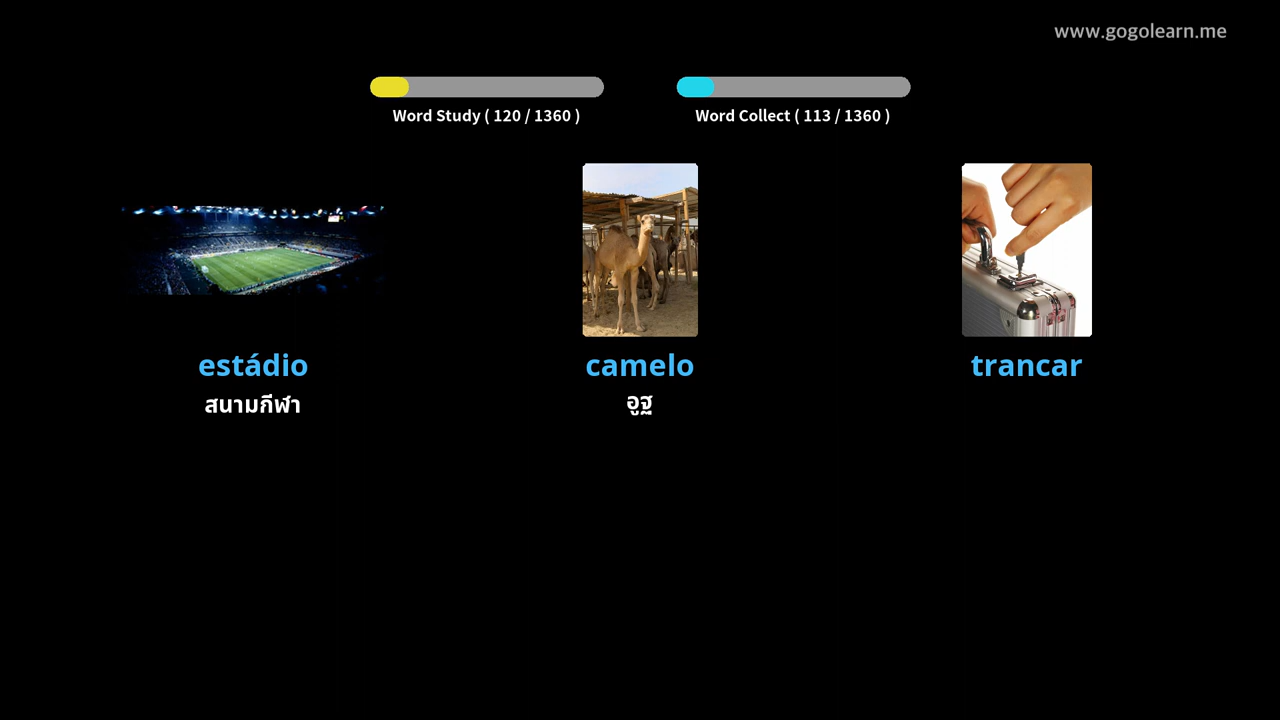 www.gogolearn.me
Word Study ( 120 / 1360 )
Word Collect ( 113 / 1360 )
estádio
camelo
trancar
สนามกีฬา
อูฐ